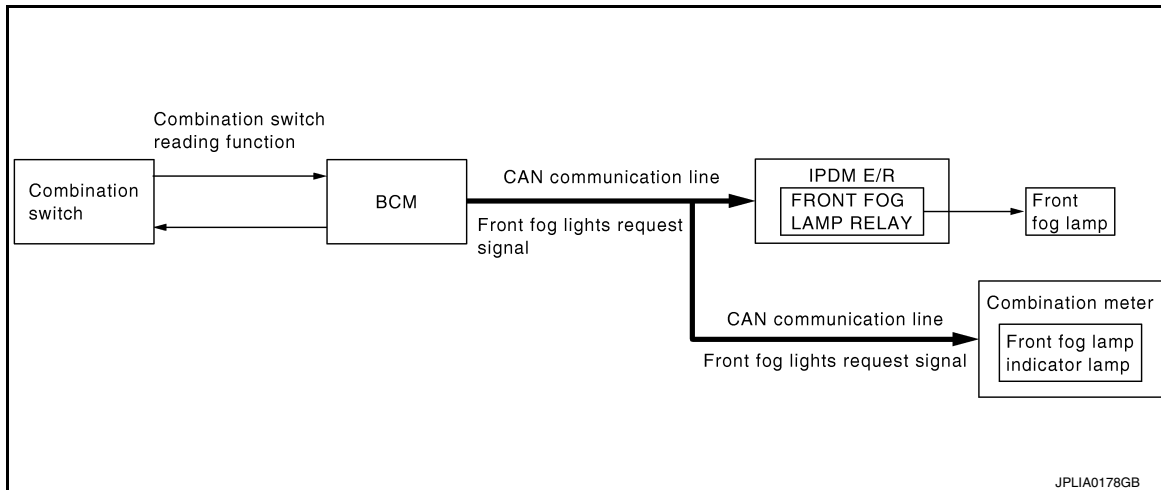 Combination switch
reading function
Combination
switch
BCM
CAN communication line
Front fog lights request
signal
IPDM E/R
FRONT FOG
LAMP RELAY
Front
fog lamp
CAN communication line
Front fog lights request signal
Combination meter
Front fog lamp
indicator lamp
JPLIA0178GB